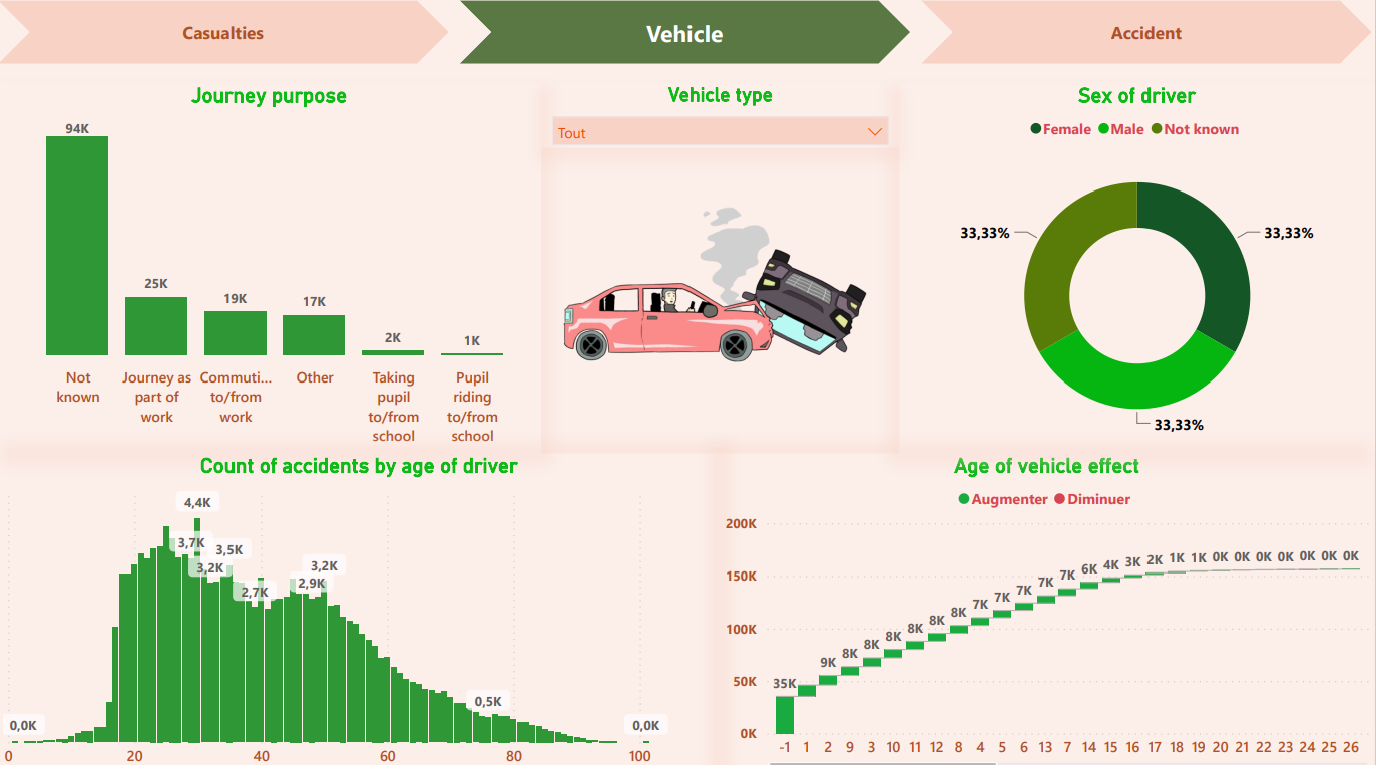 Casualties
Vehicle
Accident
Journey purpose
94K
25K
19K
17K
2K
1K
Not known
Journey as part of work
Commuti... to/from work
Other
Taking pupil to/from school
Pupil riding to/from school
Vehicle type
Tout
Sex of driver
Female Male Not known
33,33%
33,33%
33,33%
Count of accidents by age of driver
4,4K
3,7K
3,5K
3,2K
3,2K
2,9K
2,7K
0,5K
0,0K
0,0K
0 20 40 60 80 100
Age of vehicle effect
Augmenter Diminuer
200K
150K
100K
50K
0K
35K 9K 8K 8K 8K 8K 8K 8K 7K 7K 7K 7K 7K 6K 4K 3K 2K 1K 1K 0K 0K 0K 0K 0K 0K 0K
-1 1 2 9 3 10 11 12 8 4 5 6 13 7 14 15 16 17 18 19 20 21 22 23 24 25 26